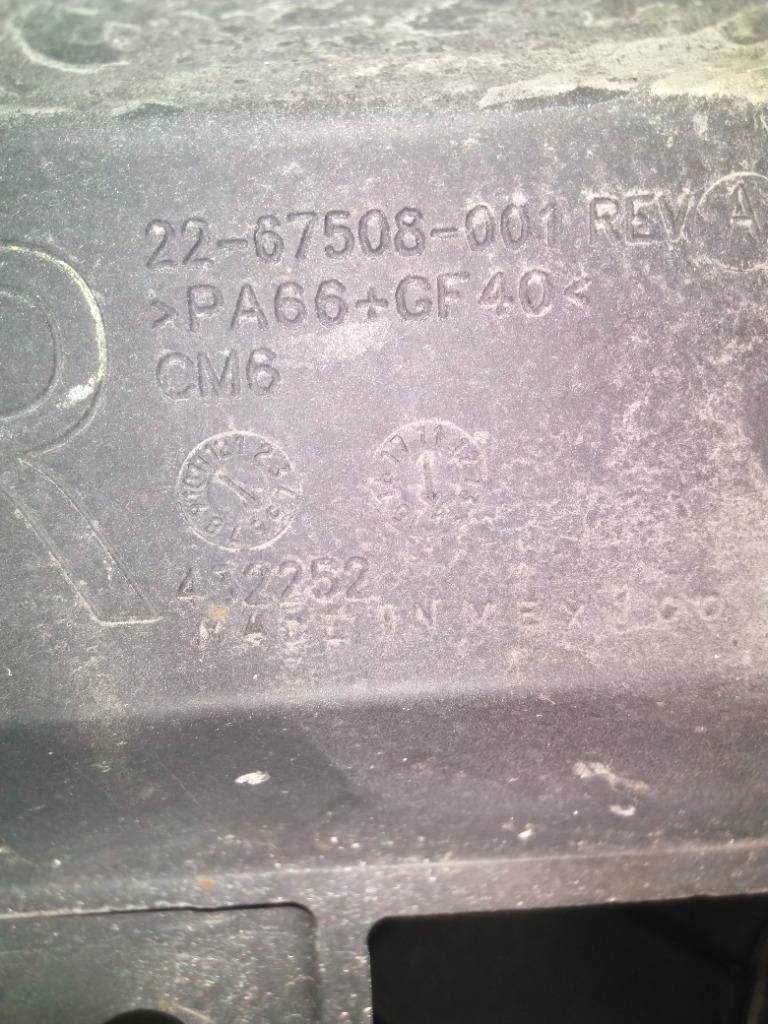 22-67508-001 REV A
>PA66+GF40<
CM6
R
MADE IN MEXICO